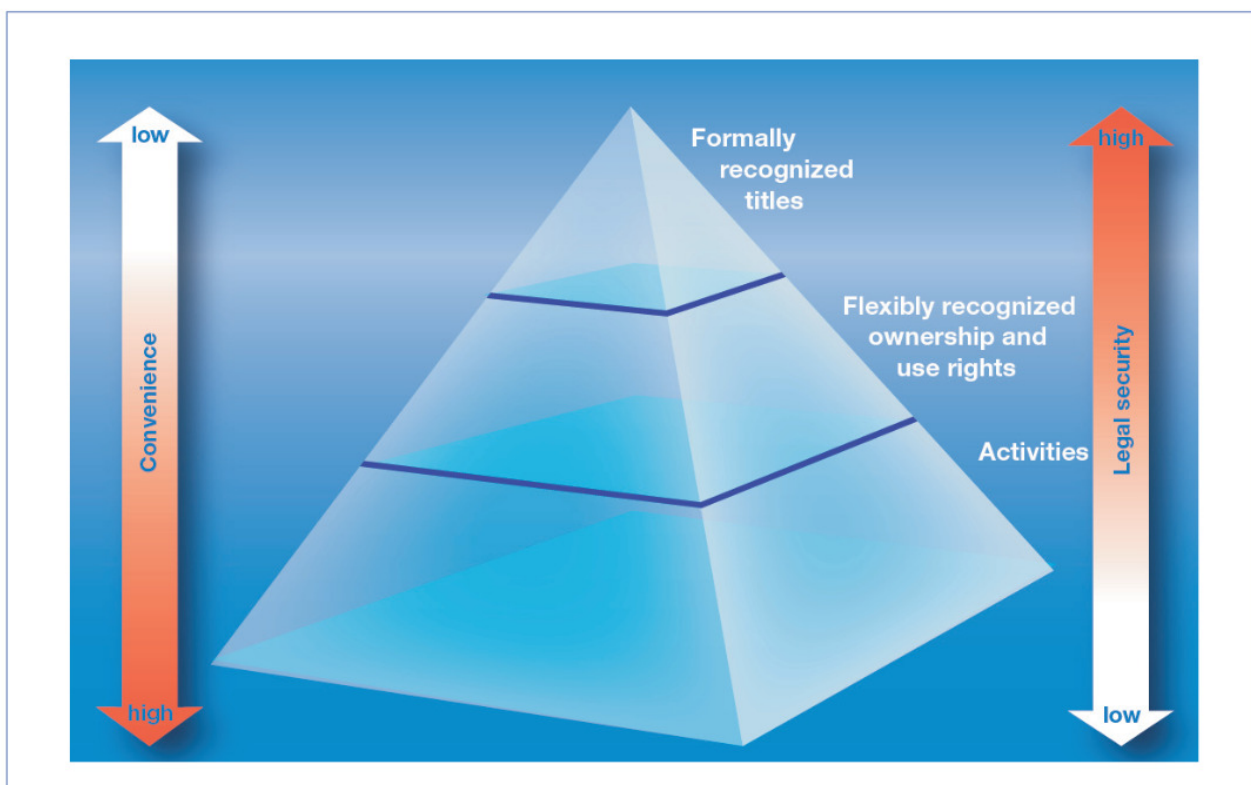 low
Convenience
high
Formally
recognized
titles
Flexibly recognized
ownership and
use rights
Activities
high
Legal security
low